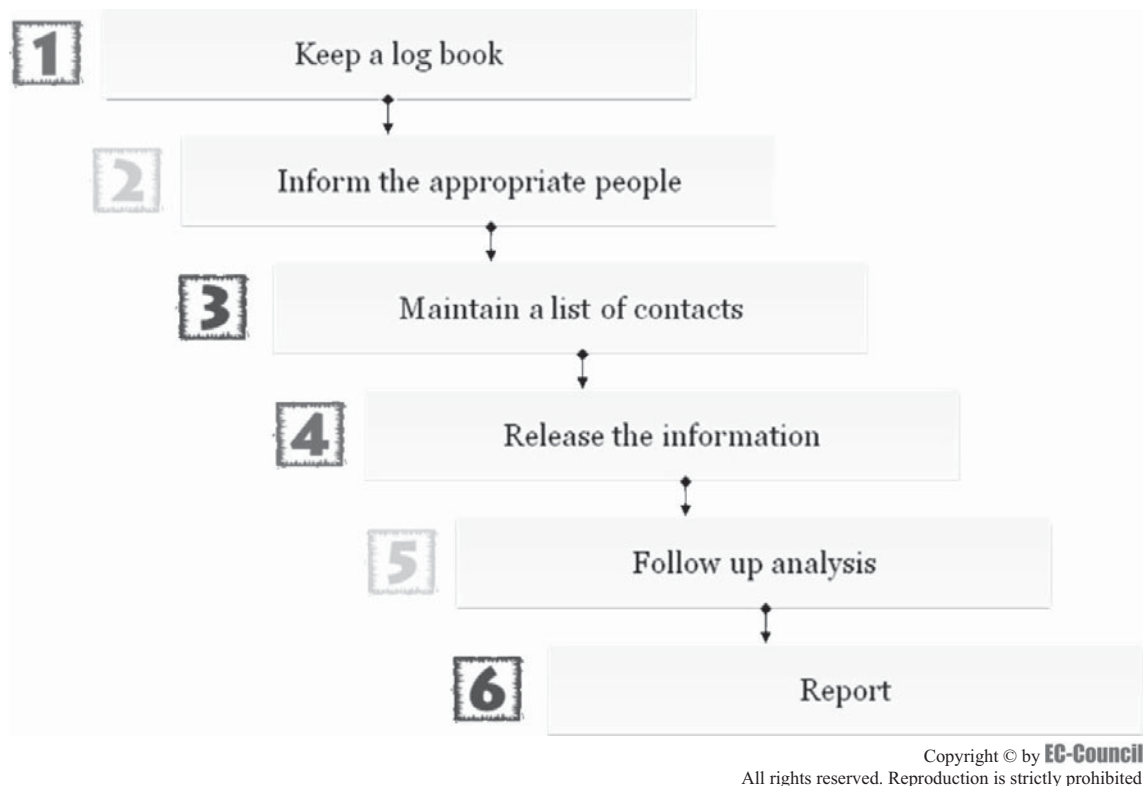 1
Keep a log book
2
Inform the appropriate people
3
Maintain a list of contacts
4
Release the information
5
Follow up analysis
6
Report
Copyright © by EC-Council
All rights reserved. Reproduction is strictly prohibited